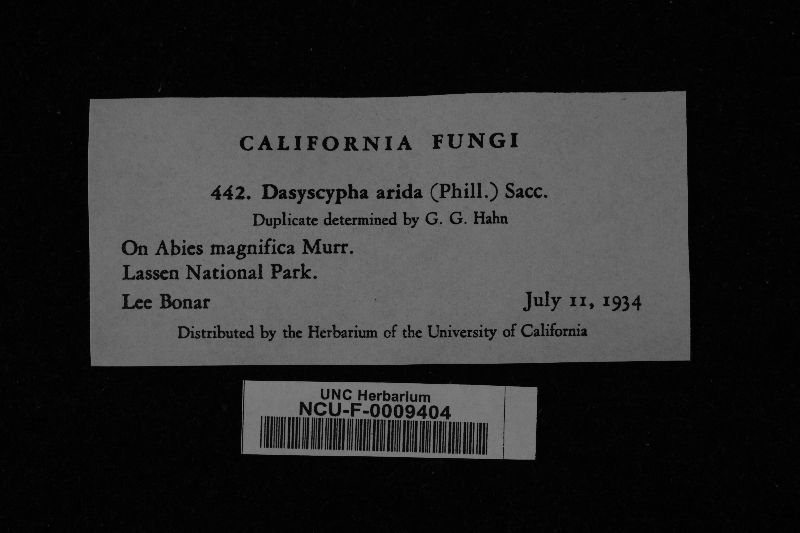 CALIFORNIA FUNGI
442. Dasyscypha arida (Phill.) Sacc.
Duplicate determined by G. G. Hahn
On Abies magnifica Murr.
Lassen National Park.
Lee Bonar July 11, 1934
Distributed by the Herbarium of the University of California
UNC Herbarium
NCU-F-0009404